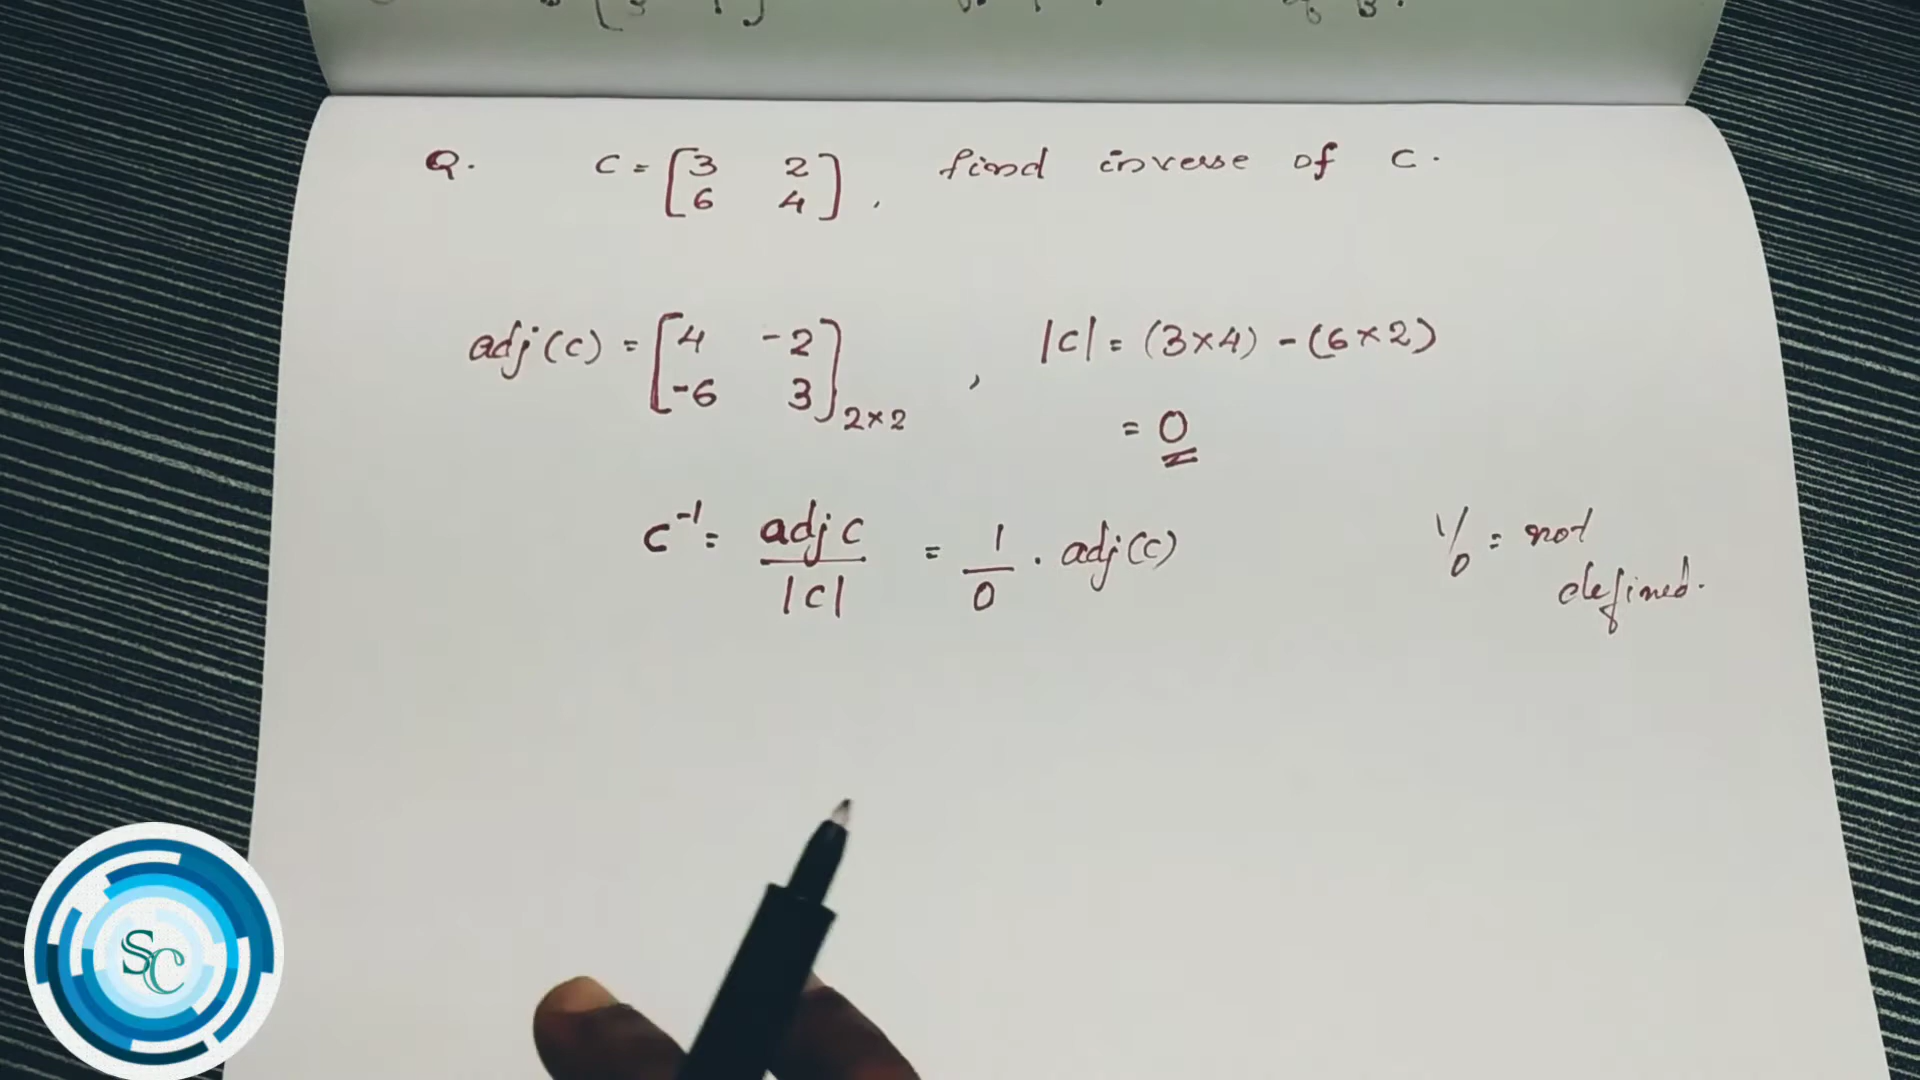 Q. C = [3 2
6 4], find inverse of C.
adj(C) = [4 -2
-6 3]2×2 , |C| = (3×4) - (6×2)
= 0
C⁻¹ = adj C / |C| = 1/0 . adj(C)
1/0 = not
defined.
SC